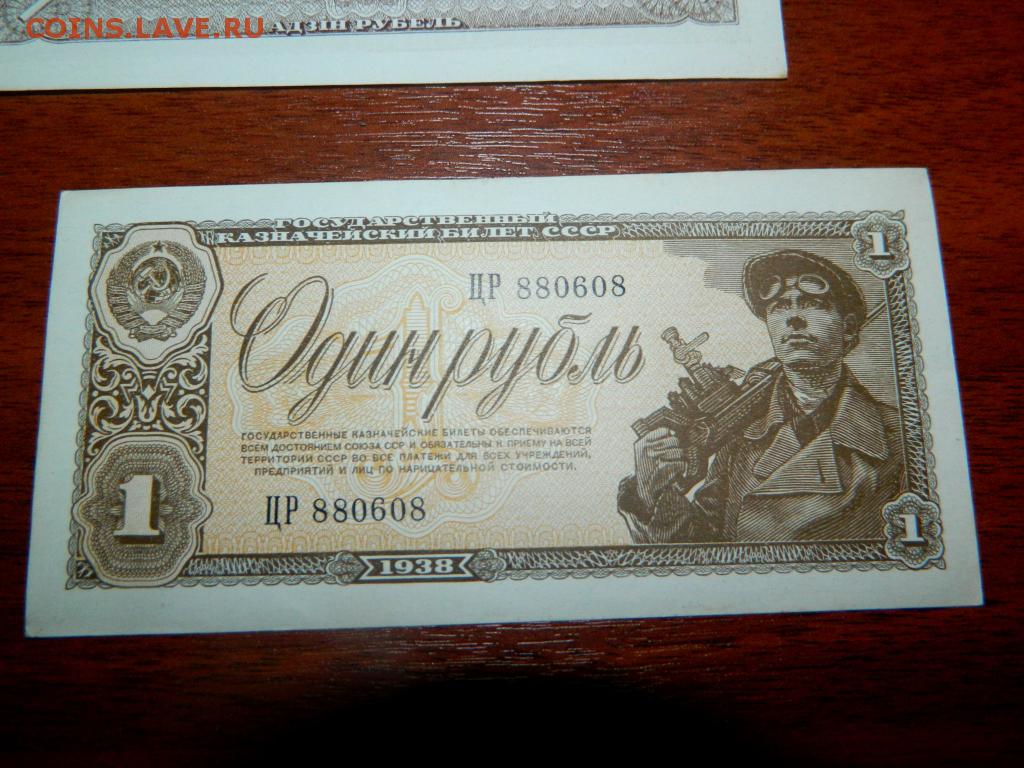 COINS.LAVE.RU
АДЗІН РУБЕЛЬ
ГОСУДАРСТВЕННЫЙ
КАЗНАЧЕЙСКИЙ БИЛЕТ СССР
1
ЦР 880608
Один рубль
ГОСУДАРСТВЕННЫЕ КАЗНАЧЕЙСКИЕ БИЛЕТЫ ОБЕСПЕЧИВАЮТСЯ
ВСЕМ ДОСТОЯНИЕМ СОЮЗА ССР И ОБЯЗАТЕЛЬНЫ К ПРИЕМУ НА ВСЕЙ
ТЕРРИТОРИИ СССР ВО ВСЕ ПЛАТЕЖИ ДЛЯ ВСЕХ УЧРЕЖДЕНИЙ,
ПРЕДПРИЯТИЙ И ЛИЦ ПО НАРИЦАТЕЛЬНОЙ СТОИМОСТИ.
1
ЦР 880608
1
1938